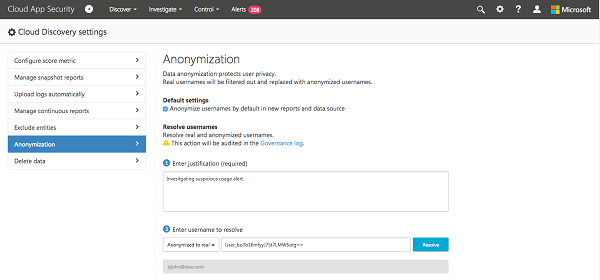 Cloud App Security
Discover
Investigate
Control
Alerts 208
Microsoft
Cloud Discovery settings
Configure score metric
Manage snapshot reports
Upload logs automatically
Manage continuous reports
Exclude entities
Anonymization
Delete data
Anonymization
Data anonymization protects user privacy.
Real usernames will be filtered out and replaced with anonymized usernames.
Default settings
Anonymize usernames by default in new reports and data source
Resolve usernames
Resolve real and anonymized usernames.
This action will be audited in the Governance log.
1 Enter justification (required)
Investigating suspicious usage alert.
2 Enter username to resolve
Anonymized to real
Resolve